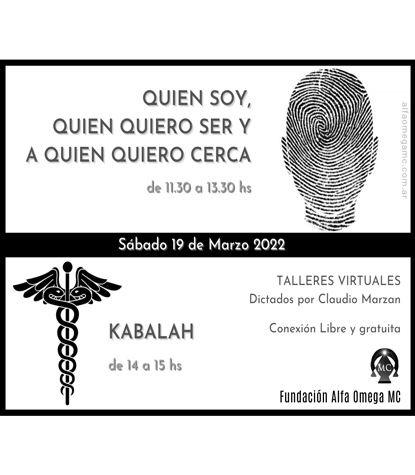 QUIEN SOY,
QUIEN QUIERO SER Y
A QUIEN QUIERO CERCA
de 11.30 a 13.30 hs
alfaomegamc.com.ar
Sábado 19 de Marzo 2022
KABALAH
de 14 a 15 hs
TALLERES VIRTUALES
Dictados por Claudio Marzan
Conexión Libre y gratuita
MC
Fundación Alfa Omega MC